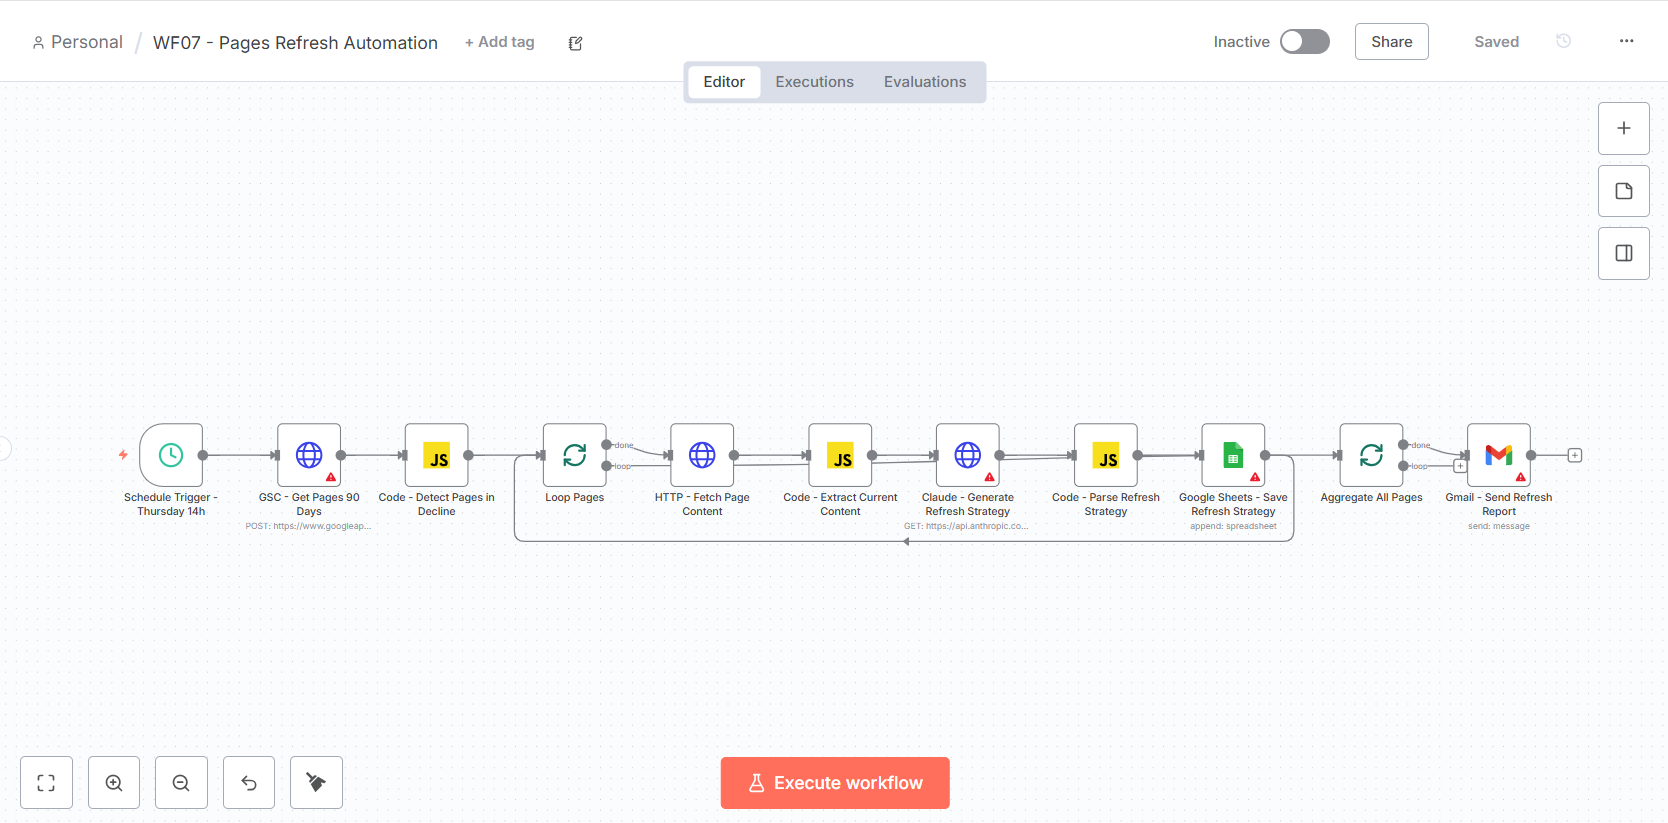 Personal / WF07 - Pages Refresh Automation + Add tag
Inactive Share Saved
Editor Executions Evaluations
Schedule Trigger -
Thursday 14h
GSC - Get Pages 90
Days
POST: https://www.googleap...
JS
Code - Detect Pages in
Decline
done
loop
Loop Pages
HTTP - Fetch Page
Content
JS
Code - Extract Current
Content
Claude - Generate
Refresh Strategy
GET: https://api.anthropic.co...
JS
Code - Parse Refresh
Strategy
Google Sheets - Save
Refresh Strategy
append: spreadsheet
done
loop
Aggregate All Pages
Gmail - Send Refresh
Report
send: message
Execute workflow